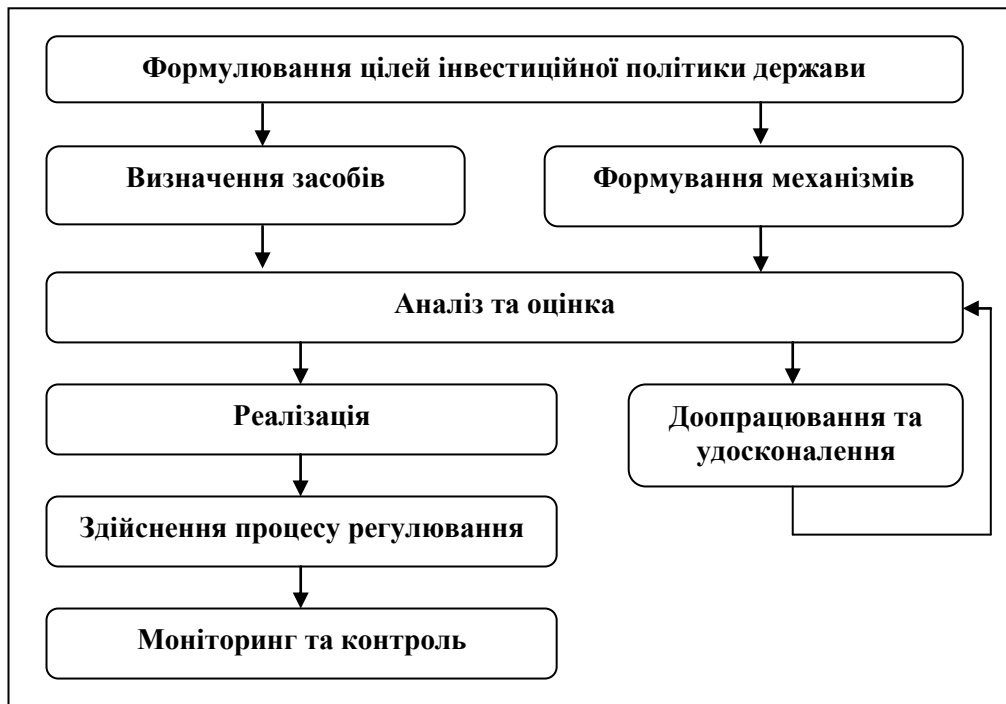 Формулювання цілей інвестиційної політики держави
Визначення засобів
Формування механізмів
Аналіз та оцінка
Реалізація
Доопрацювання та
удосконалення
Здійснення процесу регулювання
Моніторинг та контроль